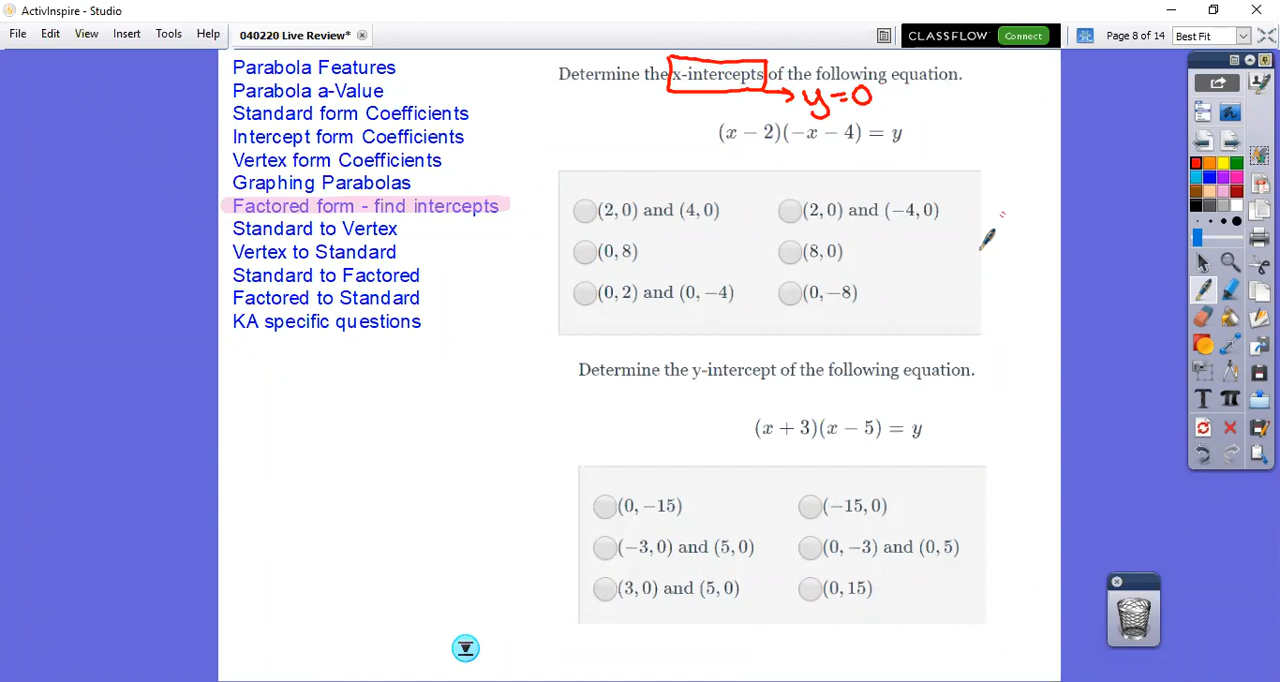 ActivInspire - Studio
File Edit View Insert Tools Help 040220 Live Review* CLASSFLOW Connect Page 8 of 14 Best Fit
Parabola Features
Parabola a-Value
Standard form Coefficients
Intercept form Coefficients
Vertex form Coefficients
Graphing Parabolas
Factored form - find intercepts
Standard to Vertex
Vertex to Standard
Standard to Factored
Factored to Standard
KA specific questions
Determine the x-intercepts of the following equation.
y=0
(x − 2)(−x − 4) = y
(2, 0) and (4, 0) (2, 0) and (−4, 0)
(0, 8) (8, 0)
(0, 2) and (0, −4) (0, −8)
Determine the y-intercept of the following equation.
(x + 3)(x − 5) = y
(0, −15) (−15, 0)
(−3, 0) and (5, 0) (0, −3) and (0, 5)
(3, 0) and (5, 0) (0, 15)